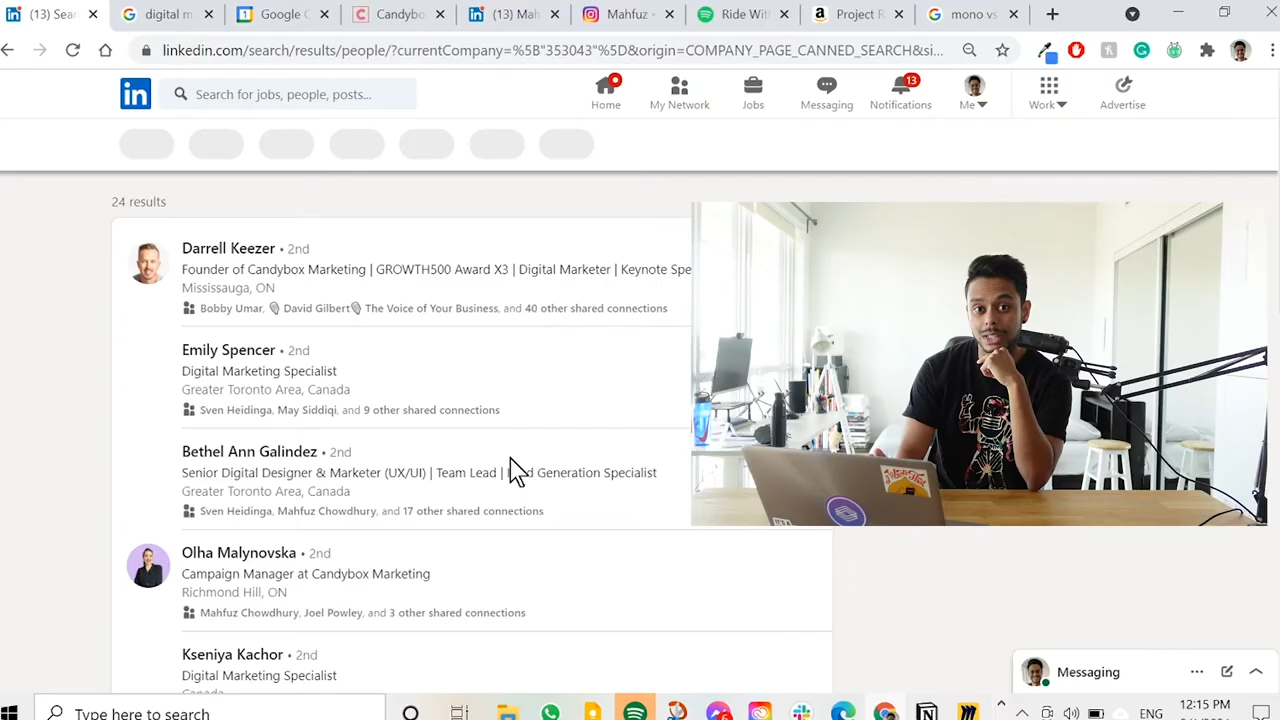 (13) Sear
digital m
Google C
Candybo
(13) Mah
Mahfuz
Ride With
Project R
mono vs
linkedin.com/search/results/people/?currentCompany=%5B"353043"%5D&origin=COMPANY_PAGE_CANNED_SEARCH&si...
in
Search for jobs, people, posts...
Home
My Network
Jobs
Messaging
13
Notifications
Me
Work
Advertise
24 results
Darrell Keezer • 2nd
Founder of Candybox Marketing | GROWTH500 Award X3 | Digital Marketer | Keynote Spe
Mississauga, ON
Bobby Umar, David Gilbert The Voice of Your Business, and 40 other shared connections
Emily Spencer • 2nd
Digital Marketing Specialist
Greater Toronto Area, Canada
Sven Heidinga, May Siddiqi, and 9 other shared connections
Bethel Ann Galindez • 2nd
Senior Digital Designer & Marketer (UX/UI) | Team Lead | Generation Specialist
Greater Toronto Area, Canada
Sven Heidinga, Mahfuz Chowdhury, and 17 other shared connections
Olha Malynovska • 2nd
Campaign Manager at Candybox Marketing
Richmond Hill, ON
Mahfuz Chowdhury, Joel Powley, and 3 other shared connections
Kseniya Kachor • 2nd
Digital Marketing Specialist
Canada
Messaging
Type here to search
ENG
12:15 PM